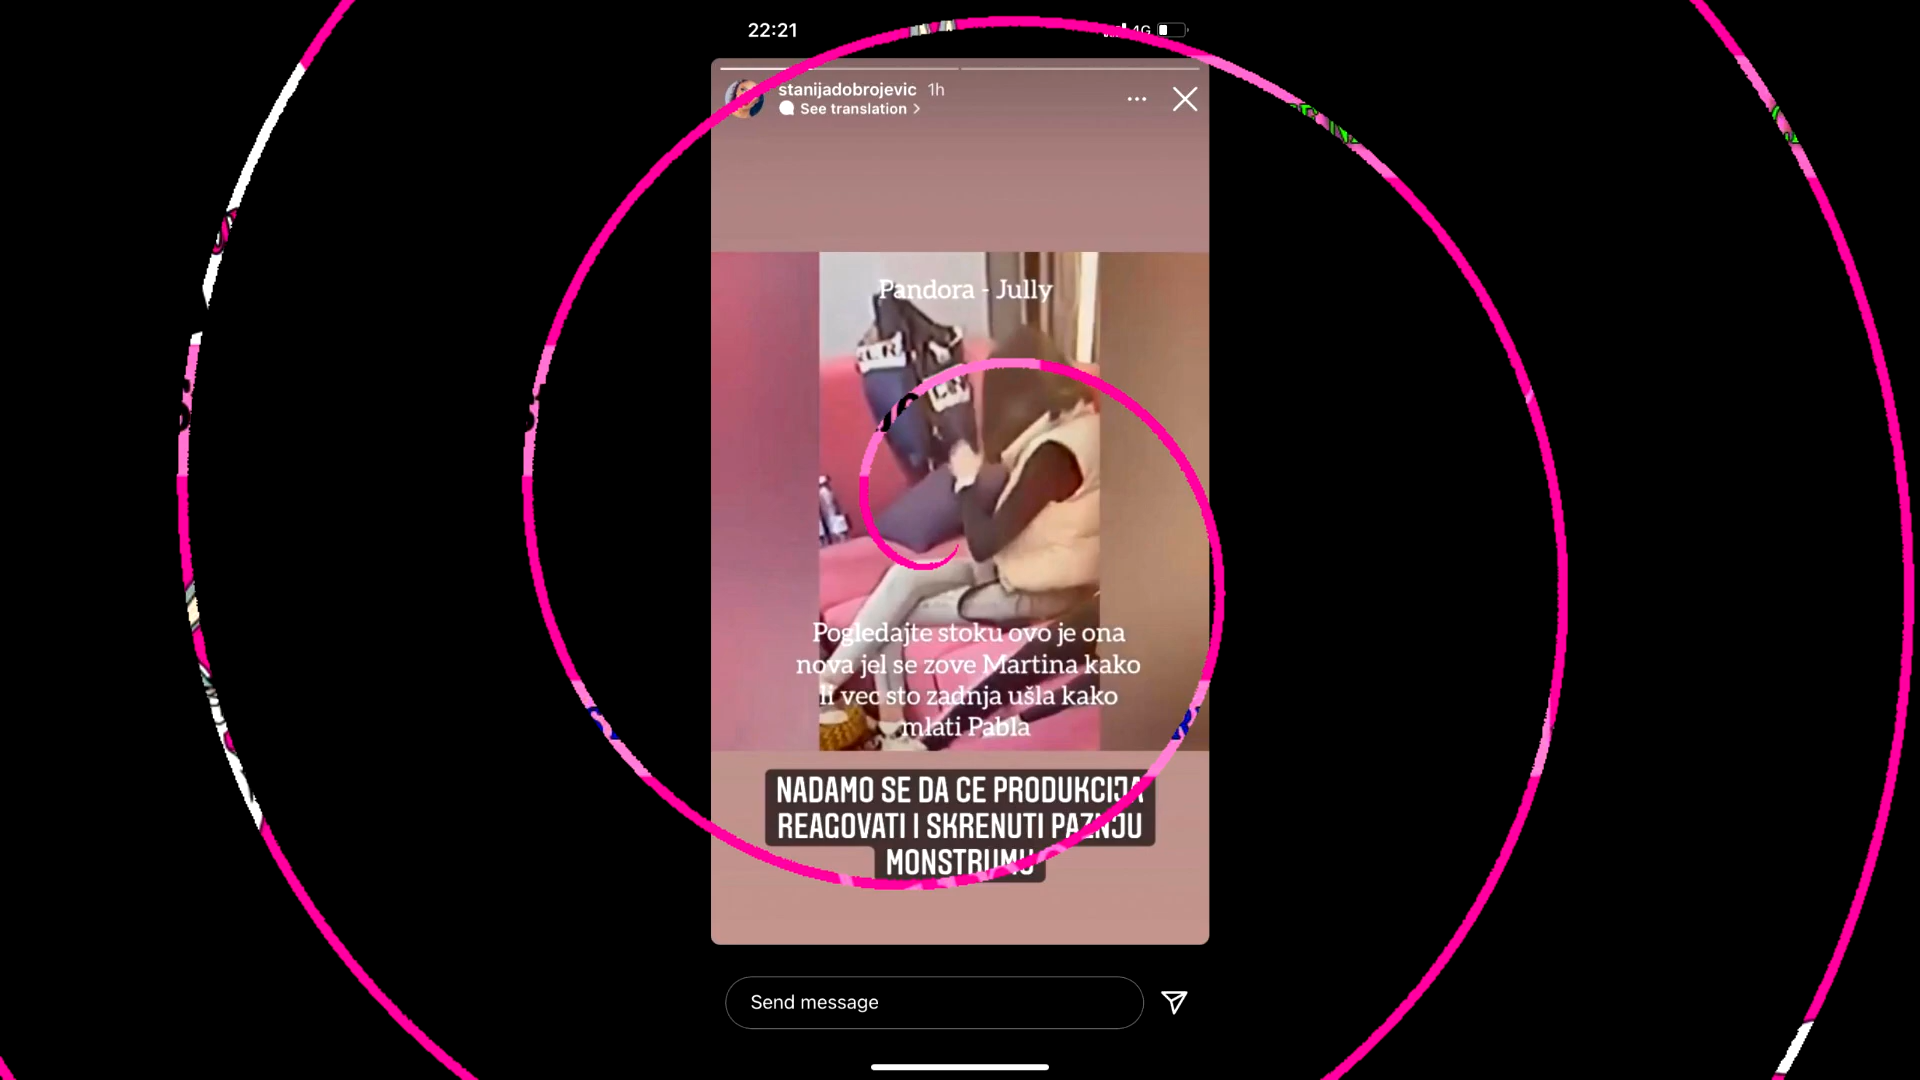 22:21
4G
stanijadobrojevic 1h
See translation >
Pandora - Jully
Pogledajte stoku ovo je ona
nova jel se zove Martina kako
li vec sto zadnja ušla kako
mlati Pabla
NADAMO SE DA CE PRODUKCIJA
REAGOVATI I SKRENUTI PAZNJU
MONSTRUMU
Send message